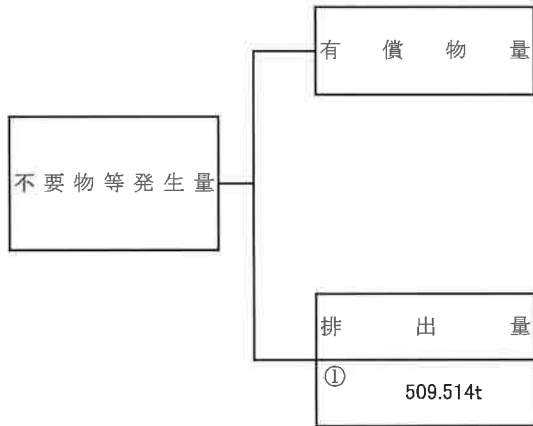 有償物量
不要物等発生量
排出量
①
509.514t